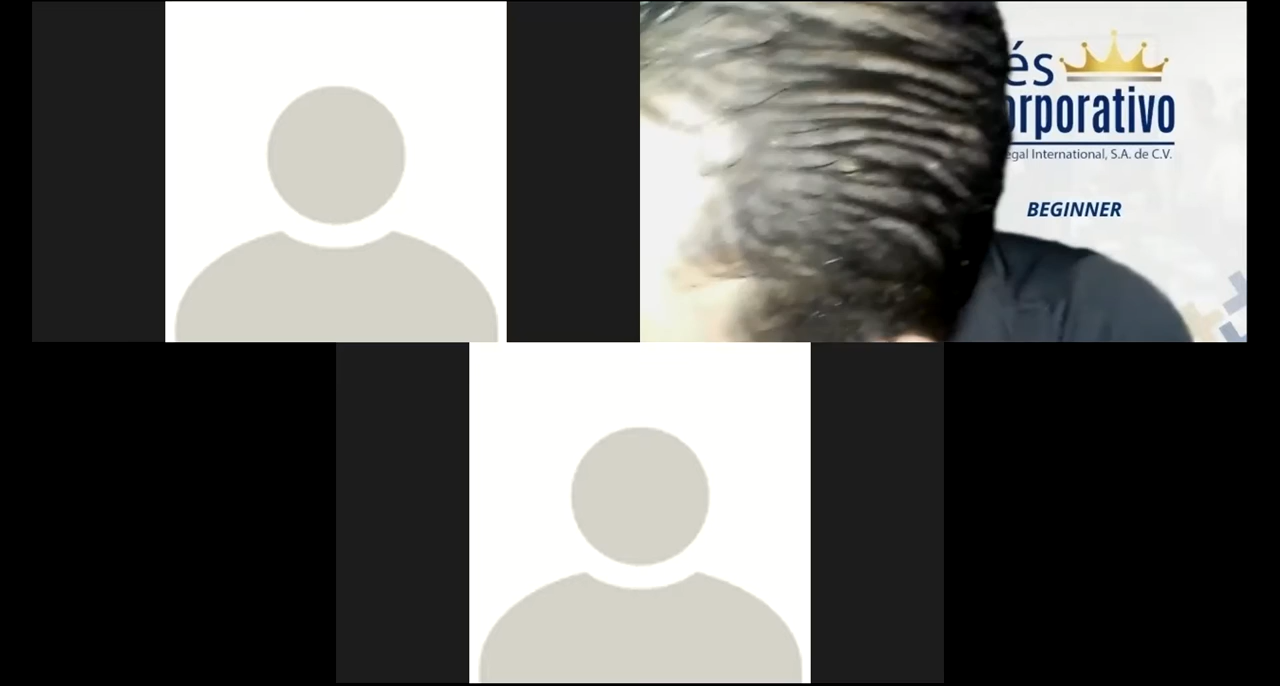 és
orporativo
egal International, S.A. de C.V.
BEGINNER